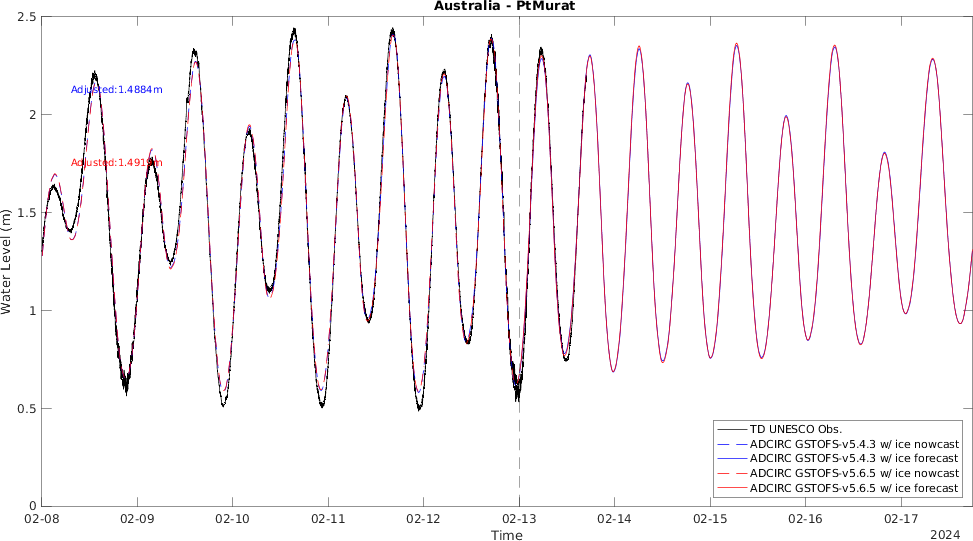 Australia - PtMurat
2.5
2
1.5
1
0.5
0
Water Level (m)
Adjusted:1.4884m
Adjusted:1.4919m
TD UNESCO Obs.
ADCIRC GSTOFS-v5.4.3 w/ ice nowcast
ADCIRC GSTOFS-v5.4.3 w/ ice forecast
ADCIRC GSTOFS-v5.6.5 w/ ice nowcast
ADCIRC GSTOFS-v5.6.5 w/ ice forecast
02-08 02-09 02-10 02-11 02-12 02-13 02-14 02-15 02-16 02-17
Time
2024